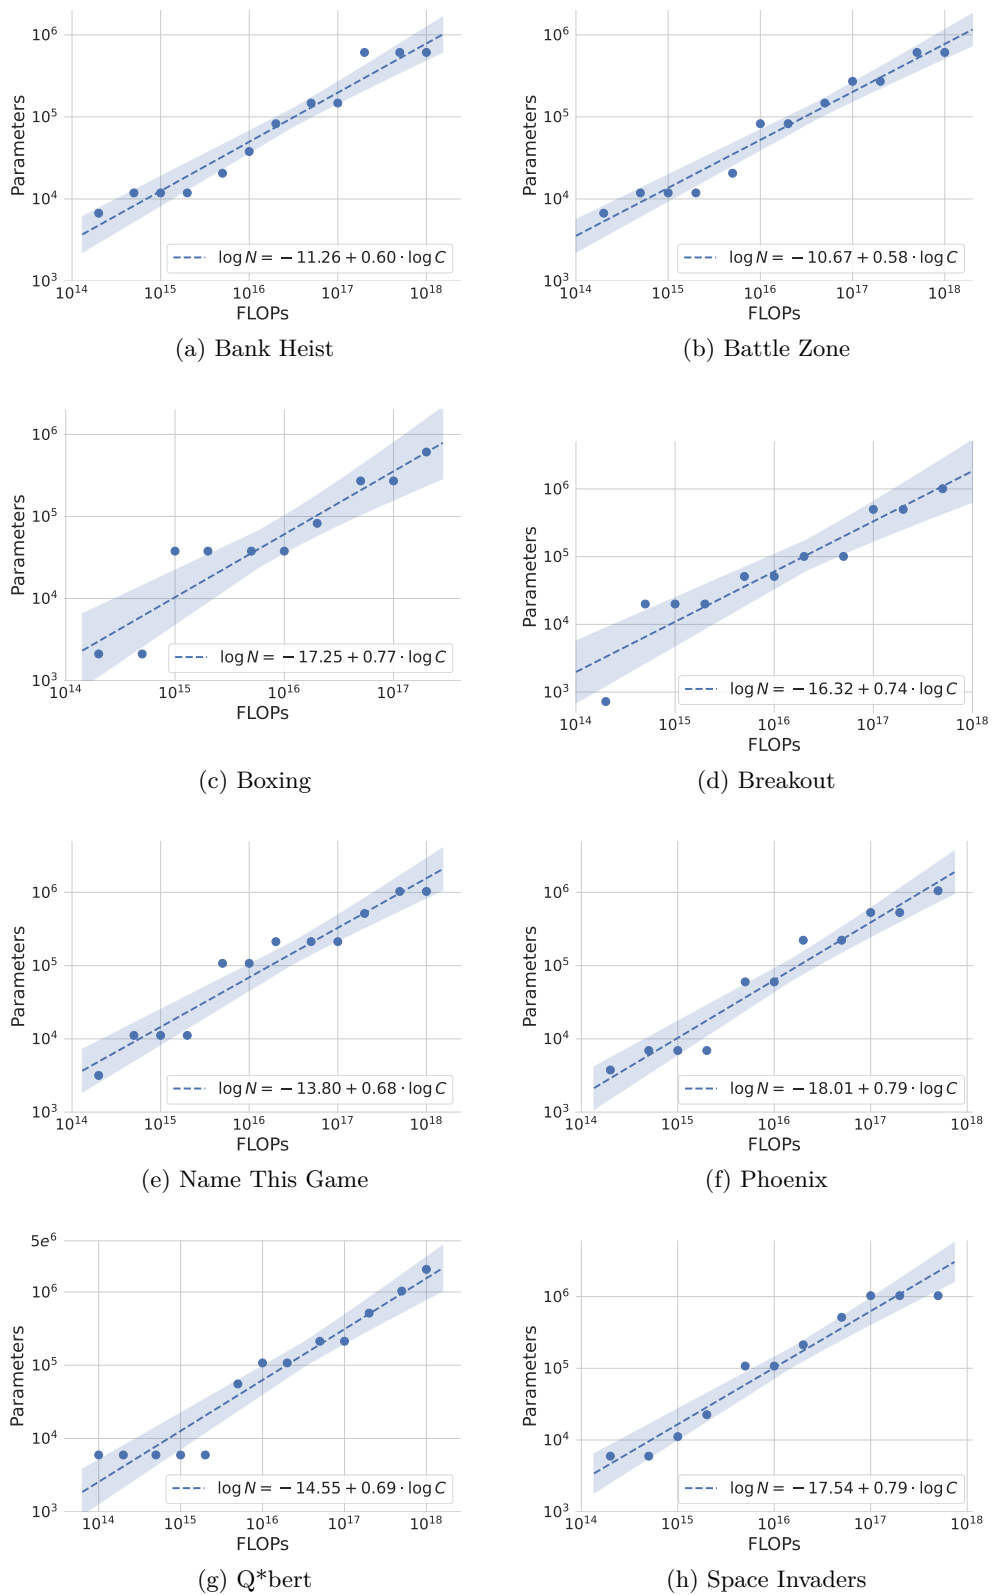 10^6
10^5
10^4
10^3
Parameters
10^14 10^15 10^16 10^17 10^18
FLOPs
log N = −11.26 + 0.60 · log C
(a) Bank Heist
10^6
10^5
10^4
10^3
Parameters
10^14 10^15 10^16 10^17 10^18
FLOPs
log N = −10.67 + 0.58 · log C
(b) Battle Zone
10^6
10^5
10^4
10^3
Parameters
10^14 10^15 10^16 10^17
FLOPs
log N = −17.25 + 0.77 · log C
(c) Boxing
10^6
10^5
10^4
10^3
Parameters
10^14 10^15 10^16 10^17 10^18
FLOPs
log N = −16.32 + 0.74 · log C
(d) Breakout
10^6
10^5
10^4
10^3
Parameters
10^14 10^15 10^16 10^17 10^18
FLOPs
log N = −13.80 + 0.68 · log C
(e) Name This Game
10^6
10^5
10^4
10^3
Parameters
10^14 10^15 10^16 10^17 10^18
FLOPs
log N = −18.01 + 0.79 · log C
(f) Phoenix
5e^6
10^6
10^5
10^4
10^3
Parameters
10^14 10^15 10^16 10^17 10^18
FLOPs
log N = −14.55 + 0.69 · log C
(g) Q*bert
10^6
10^5
10^4
10^3
Parameters
10^14 10^15 10^16 10^17 10^18
FLOPs
log N = −17.54 + 0.79 · log C
(h) Space Invaders